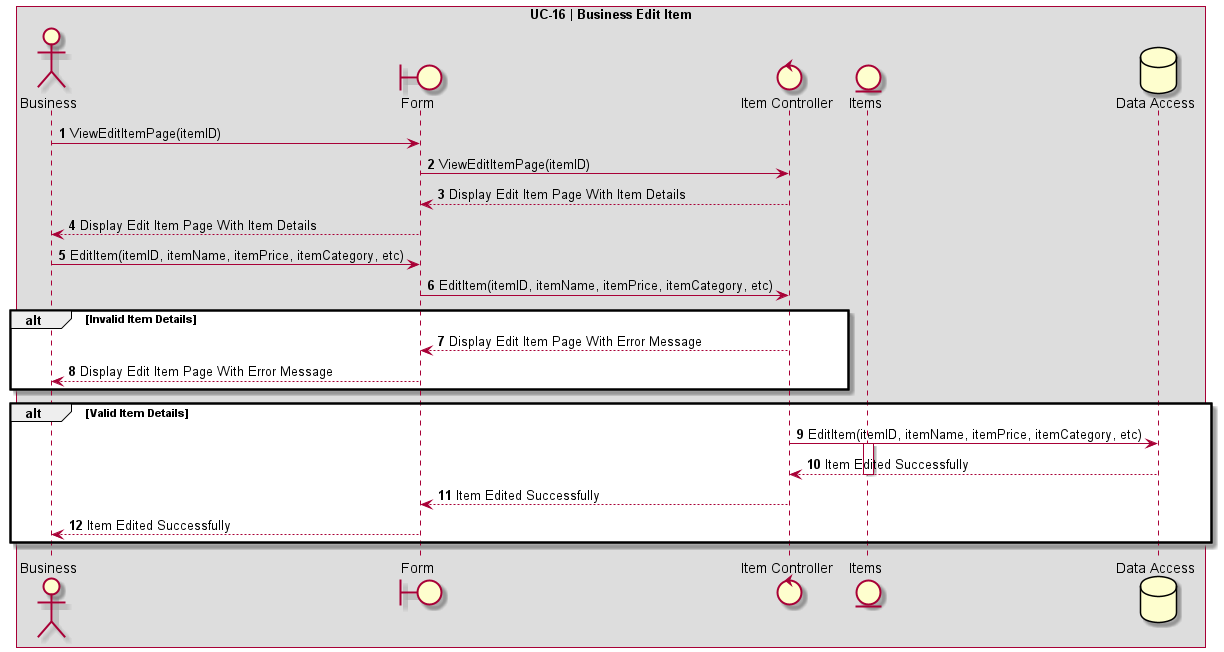 UC-16 | Business Edit Item
Business Form Item Controller Items Data Access
1 ViewEditItemPage(itemID)
2 ViewEditItemPage(itemID)
3 Display Edit Item Page With Item Details
4 Display Edit Item Page With Item Details
5 EditItem(itemID, itemName, itemPrice, itemCategory, etc)
6 EditItem(itemID, itemName, itemPrice, itemCategory, etc)
alt [Invalid Item Details]
7 Display Edit Item Page With Error Message
8 Display Edit Item Page With Error Message
alt [Valid Item Details]
9 EditItem(itemID, itemName, itemPrice, itemCategory, etc)
10 Item Edited Successfully
11 Item Edited Successfully
12 Item Edited Successfully
Business Form Item Controller Items Data Access